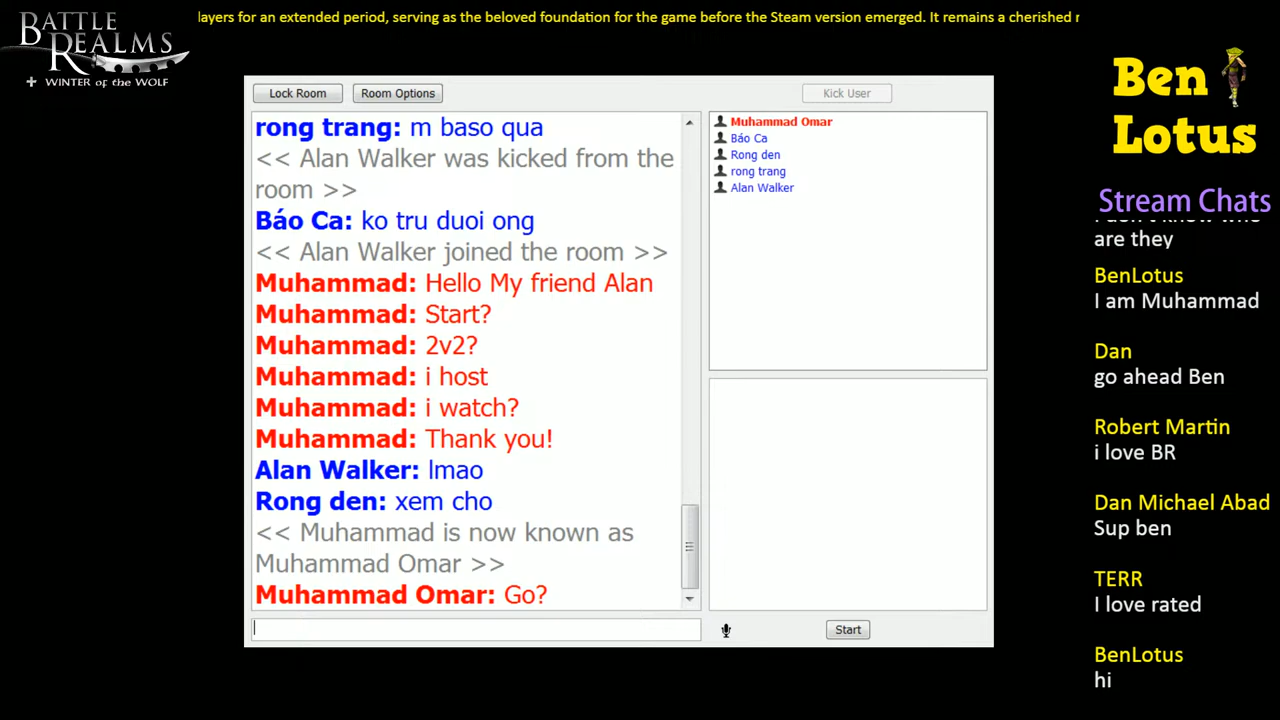 layers for an extended period, serving as the beloved foundation for the game before the Steam version emerged. It remains a cherished
BATTLE
REALMS
+ WINTER of the WOLF
Ben
Lotus
Stream Chats
Lock Room
Room Options
Kick User
rong trang: m baso qua
<< Alan Walker was kicked from the
room >>
Báo Ca: ko tru duoi ong
<< Alan Walker joined the room >>
Muhammad: Hello My friend Alan
Muhammad: Start?
Muhammad: 2v2?
Muhammad: i host
Muhammad: i watch?
Muhammad: Thank you!
Alan Walker: lmao
Rong den: xem cho
<< Muhammad is now known as
Muhammad Omar >>
Muhammad Omar: Go?
Muhammad Omar
Báo Ca
Rong den
rong trang
Alan Walker
Start
I don't know who
are they
BenLotus
I am Muhammad
Dan
go ahead Ben
Robert Martin
i love BR
Dan Michael Abad
Sup ben
TERR
I love rated
BenLotus
hi